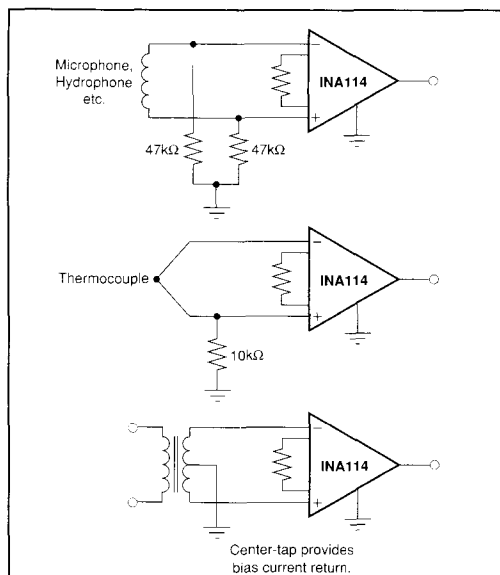 Microphone,
Hydrophone
etc.
−
INA114
+
47kΩ
47kΩ
−
Thermocouple
INA114
+
10kΩ
−
INA114
+
Center-tap provides
bias current return.